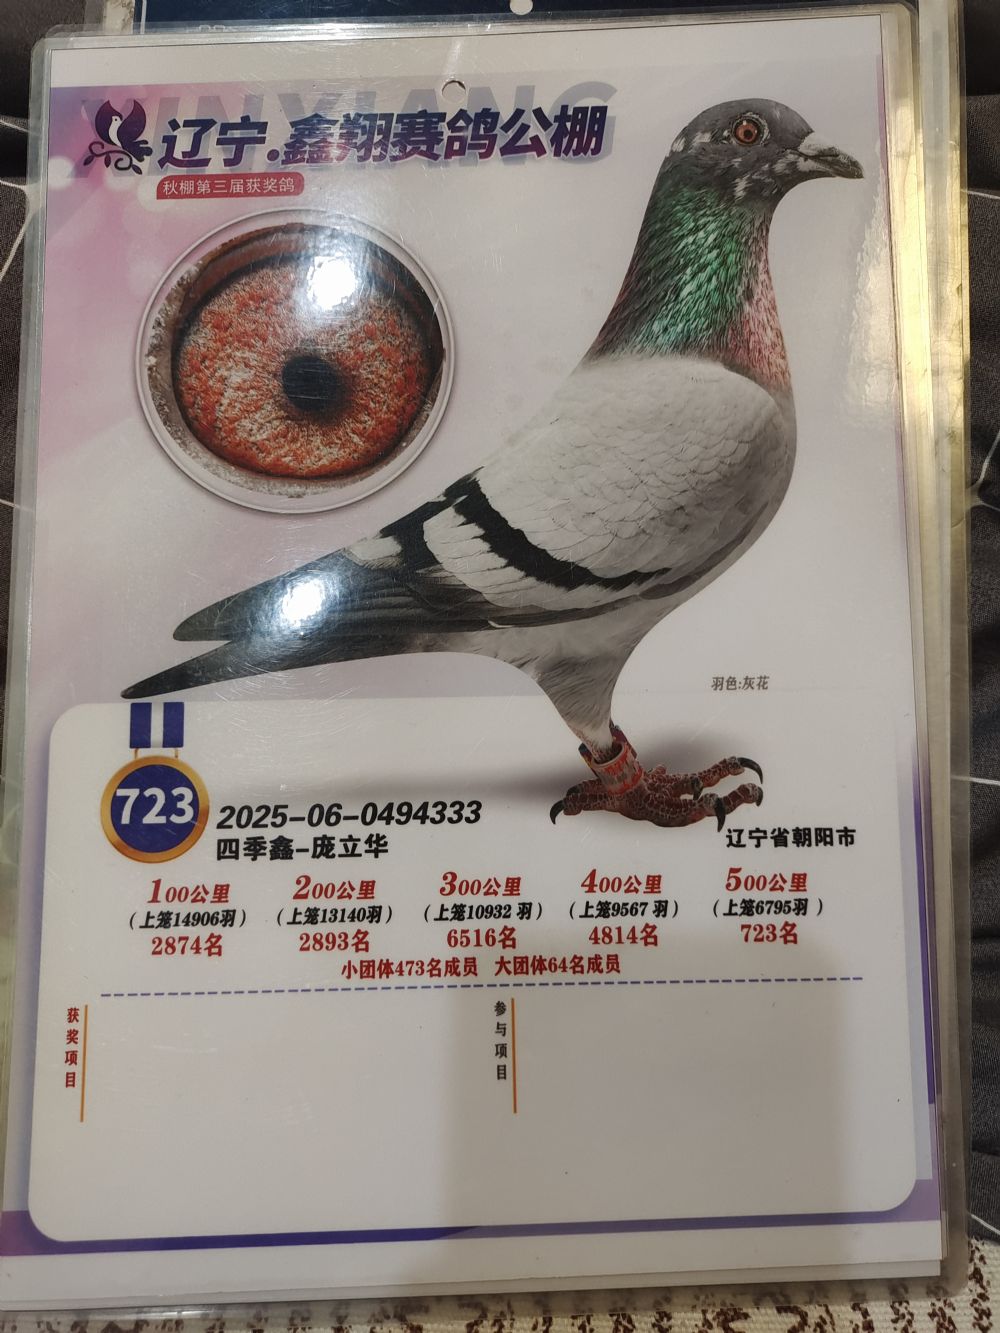 XINXIANG
辽宁.鑫翔赛鸽公棚
秋棚第三届获奖鸽
羽色:灰花
723
2025-06-0494333
四季鑫-庞立华
辽宁省朝阳市
100公里 200公里 300公里 400公里 500公里
(上笼14906羽) (上笼13140羽) (上笼10932 羽) (上笼9567 羽) (上笼6795羽 )
2874名 2893名 6516名 4814名 723名
小团体473名成员 大团体64名成员
获奖项目
参与项目